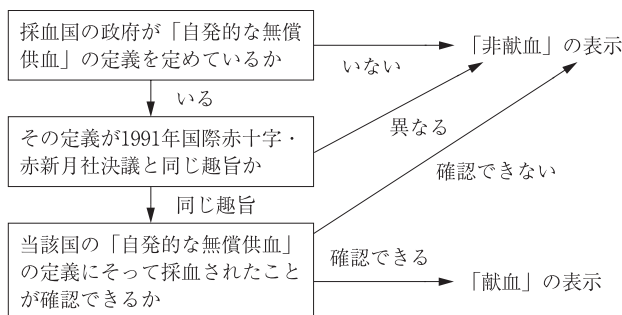 採血国の政府が「自発的な無償
供血」の定義を定めているか
いない
「非献血」の表示
いる
その定義が1991年国際赤十字・
赤新月社決議と同じ趣旨か
異なる
確認できない
同じ趣旨
当該国の「自発的な無償供血」
の定義にそって採血されたこと
が確認できるか
確認できる
「献血」の表示